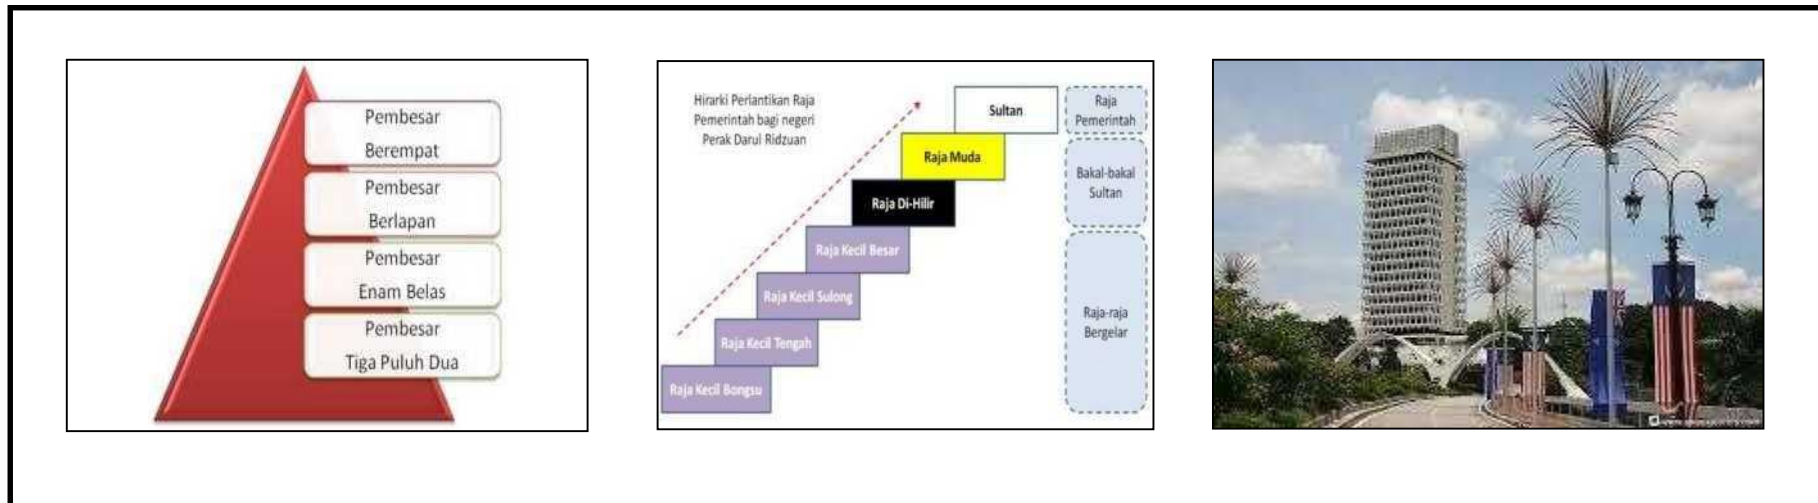 Pembesar
Berempat
Pembesar
Berlapan
Pembesar
Enam Belas
Pembesar
Tiga Puluh Dua
Hirarki Perlantikan Raja
Pemerintah bagi negeri
Perak Darul Ridzuan
Sultan
Raja Muda
Raja Di-Hilir
Raja Kecil Besar
Raja Kecil Sulong
Raja Kecil Tengah
Raja Kecil Bongsu
Raja
Pemerintah
Bakal-bakal
Sultan
Raja-raja
Bergelar